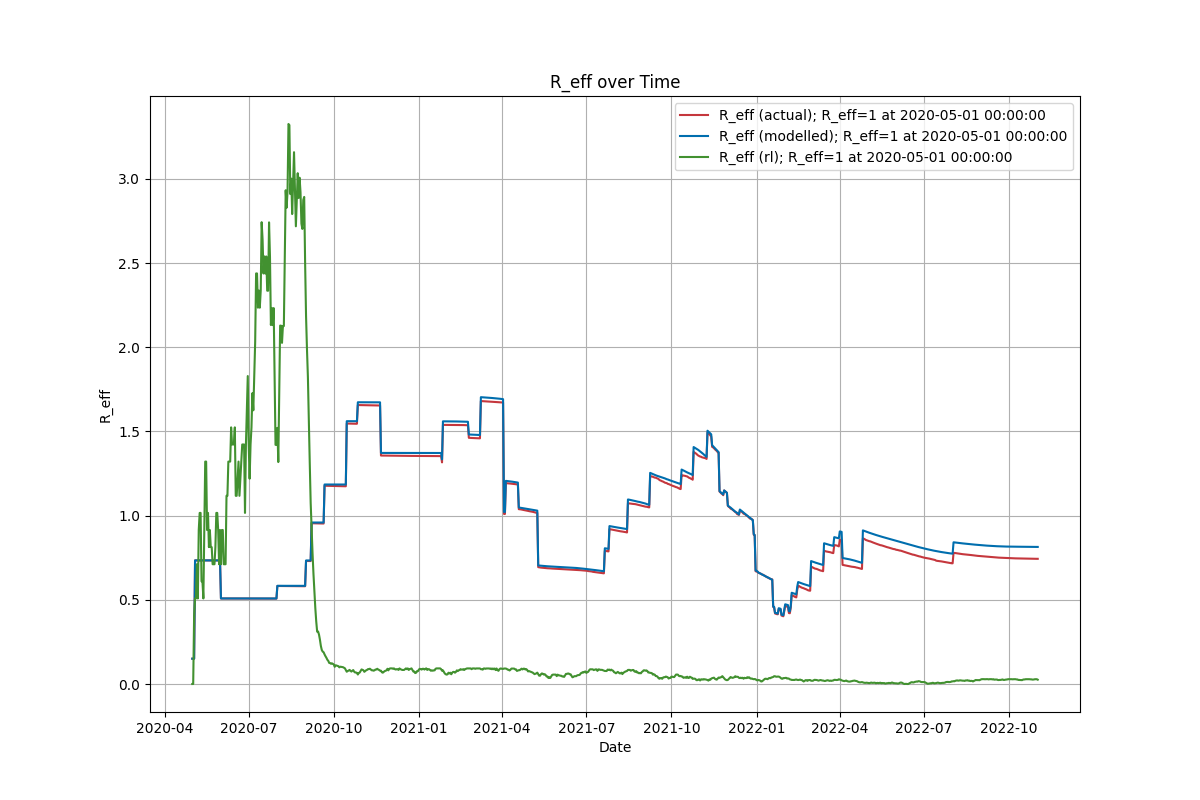 R_eff over Time
R_eff (actual); R_eff=1 at 2020-05-01 00:00:00
R_eff (modelled); R_eff=1 at 2020-05-01 00:00:00
R_eff (rl); R_eff=1 at 2020-05-01 00:00:00
R_eff
3.0
2.5
2.0
1.5
1.0
0.5
0.0
2020-04 2020-07 2020-10 2021-01 2021-04 2021-07 2021-10 2022-01 2022-04 2022-07 2022-10
Date